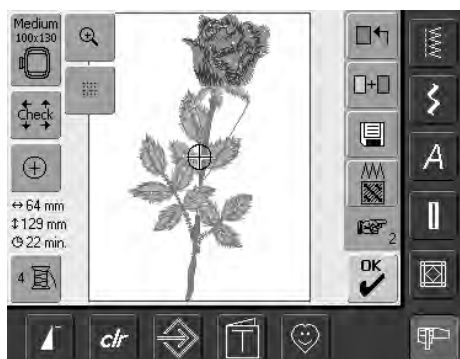 Medium
100x130
Check
↔ 64 mm
↕ 129 mm
22 min.
4
2
OK
A
clr
T